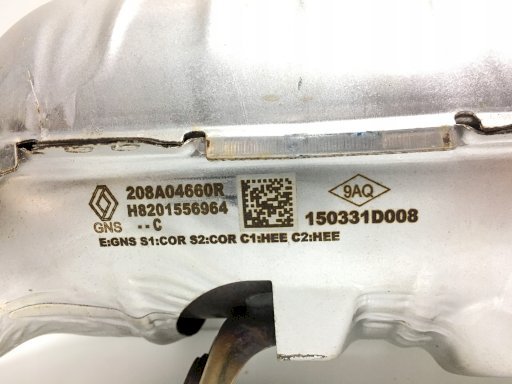 208A04660R
H8201556964
GNS --C
9AQ
150331D008
E:GNS S1:COR S2:COR C1:HEE C2:HEE